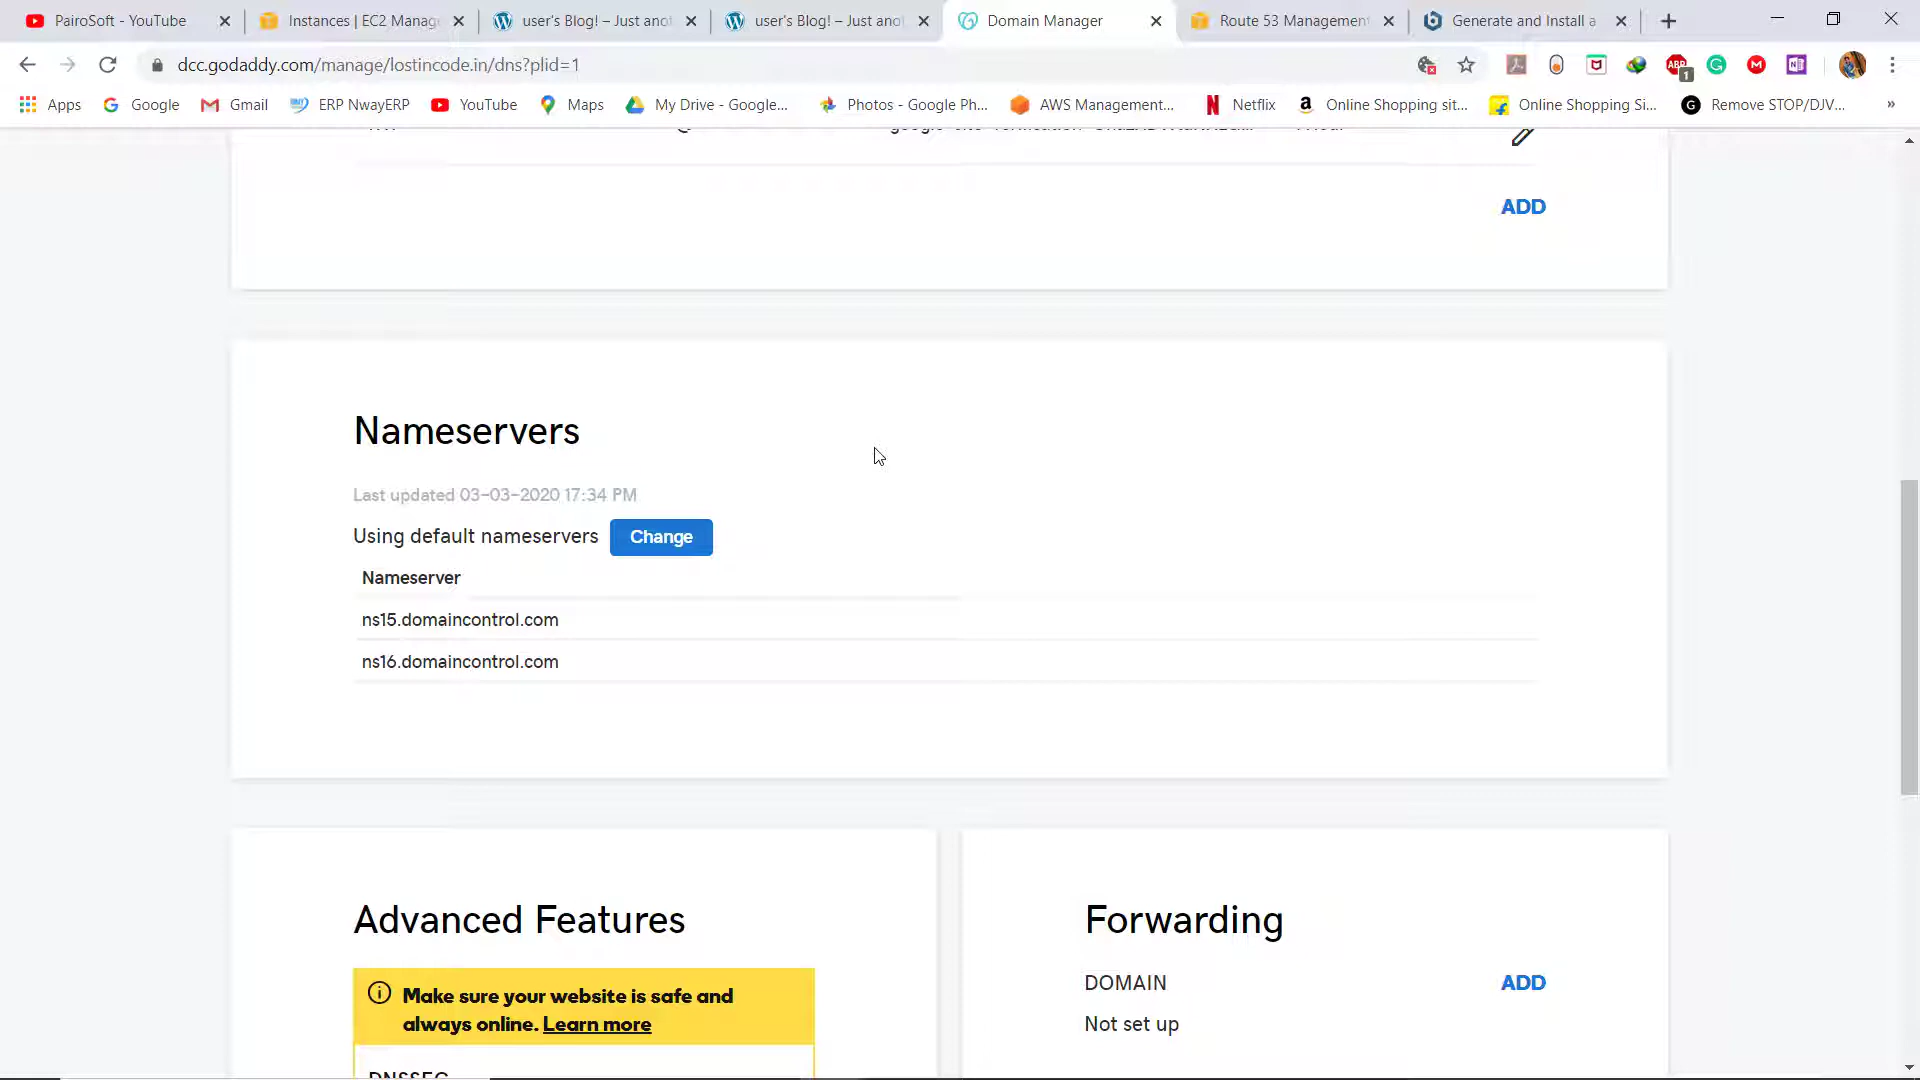 PairoSoft - YouTube
Instances | EC2 Manag
user's Blog! – Just ano
user's Blog! – Just ano
Domain Manager
Route 53 Management
Generate and Install a
dcc.godaddy.com/manage/lostincode.in/dns?plid=1
ABP
1
Apps
Google
Gmail
ERP NwayERP
YouTube
Maps
My Drive - Google...
Photos - Google Ph...
AWS Management...
Netflix
Online Shopping sit...
Online Shopping Si...
Remove STOP/DJV...
»
ADD
Nameservers
Last updated 03-03-2020 17:34 PM
Using default nameservers
Change
Nameserver
ns15.domaincontrol.com
ns16.domaincontrol.com
Advanced Features
Make sure your website is safe and
always online. Learn more
DNSSEC
Forwarding
DOMAIN
ADD
Not set up